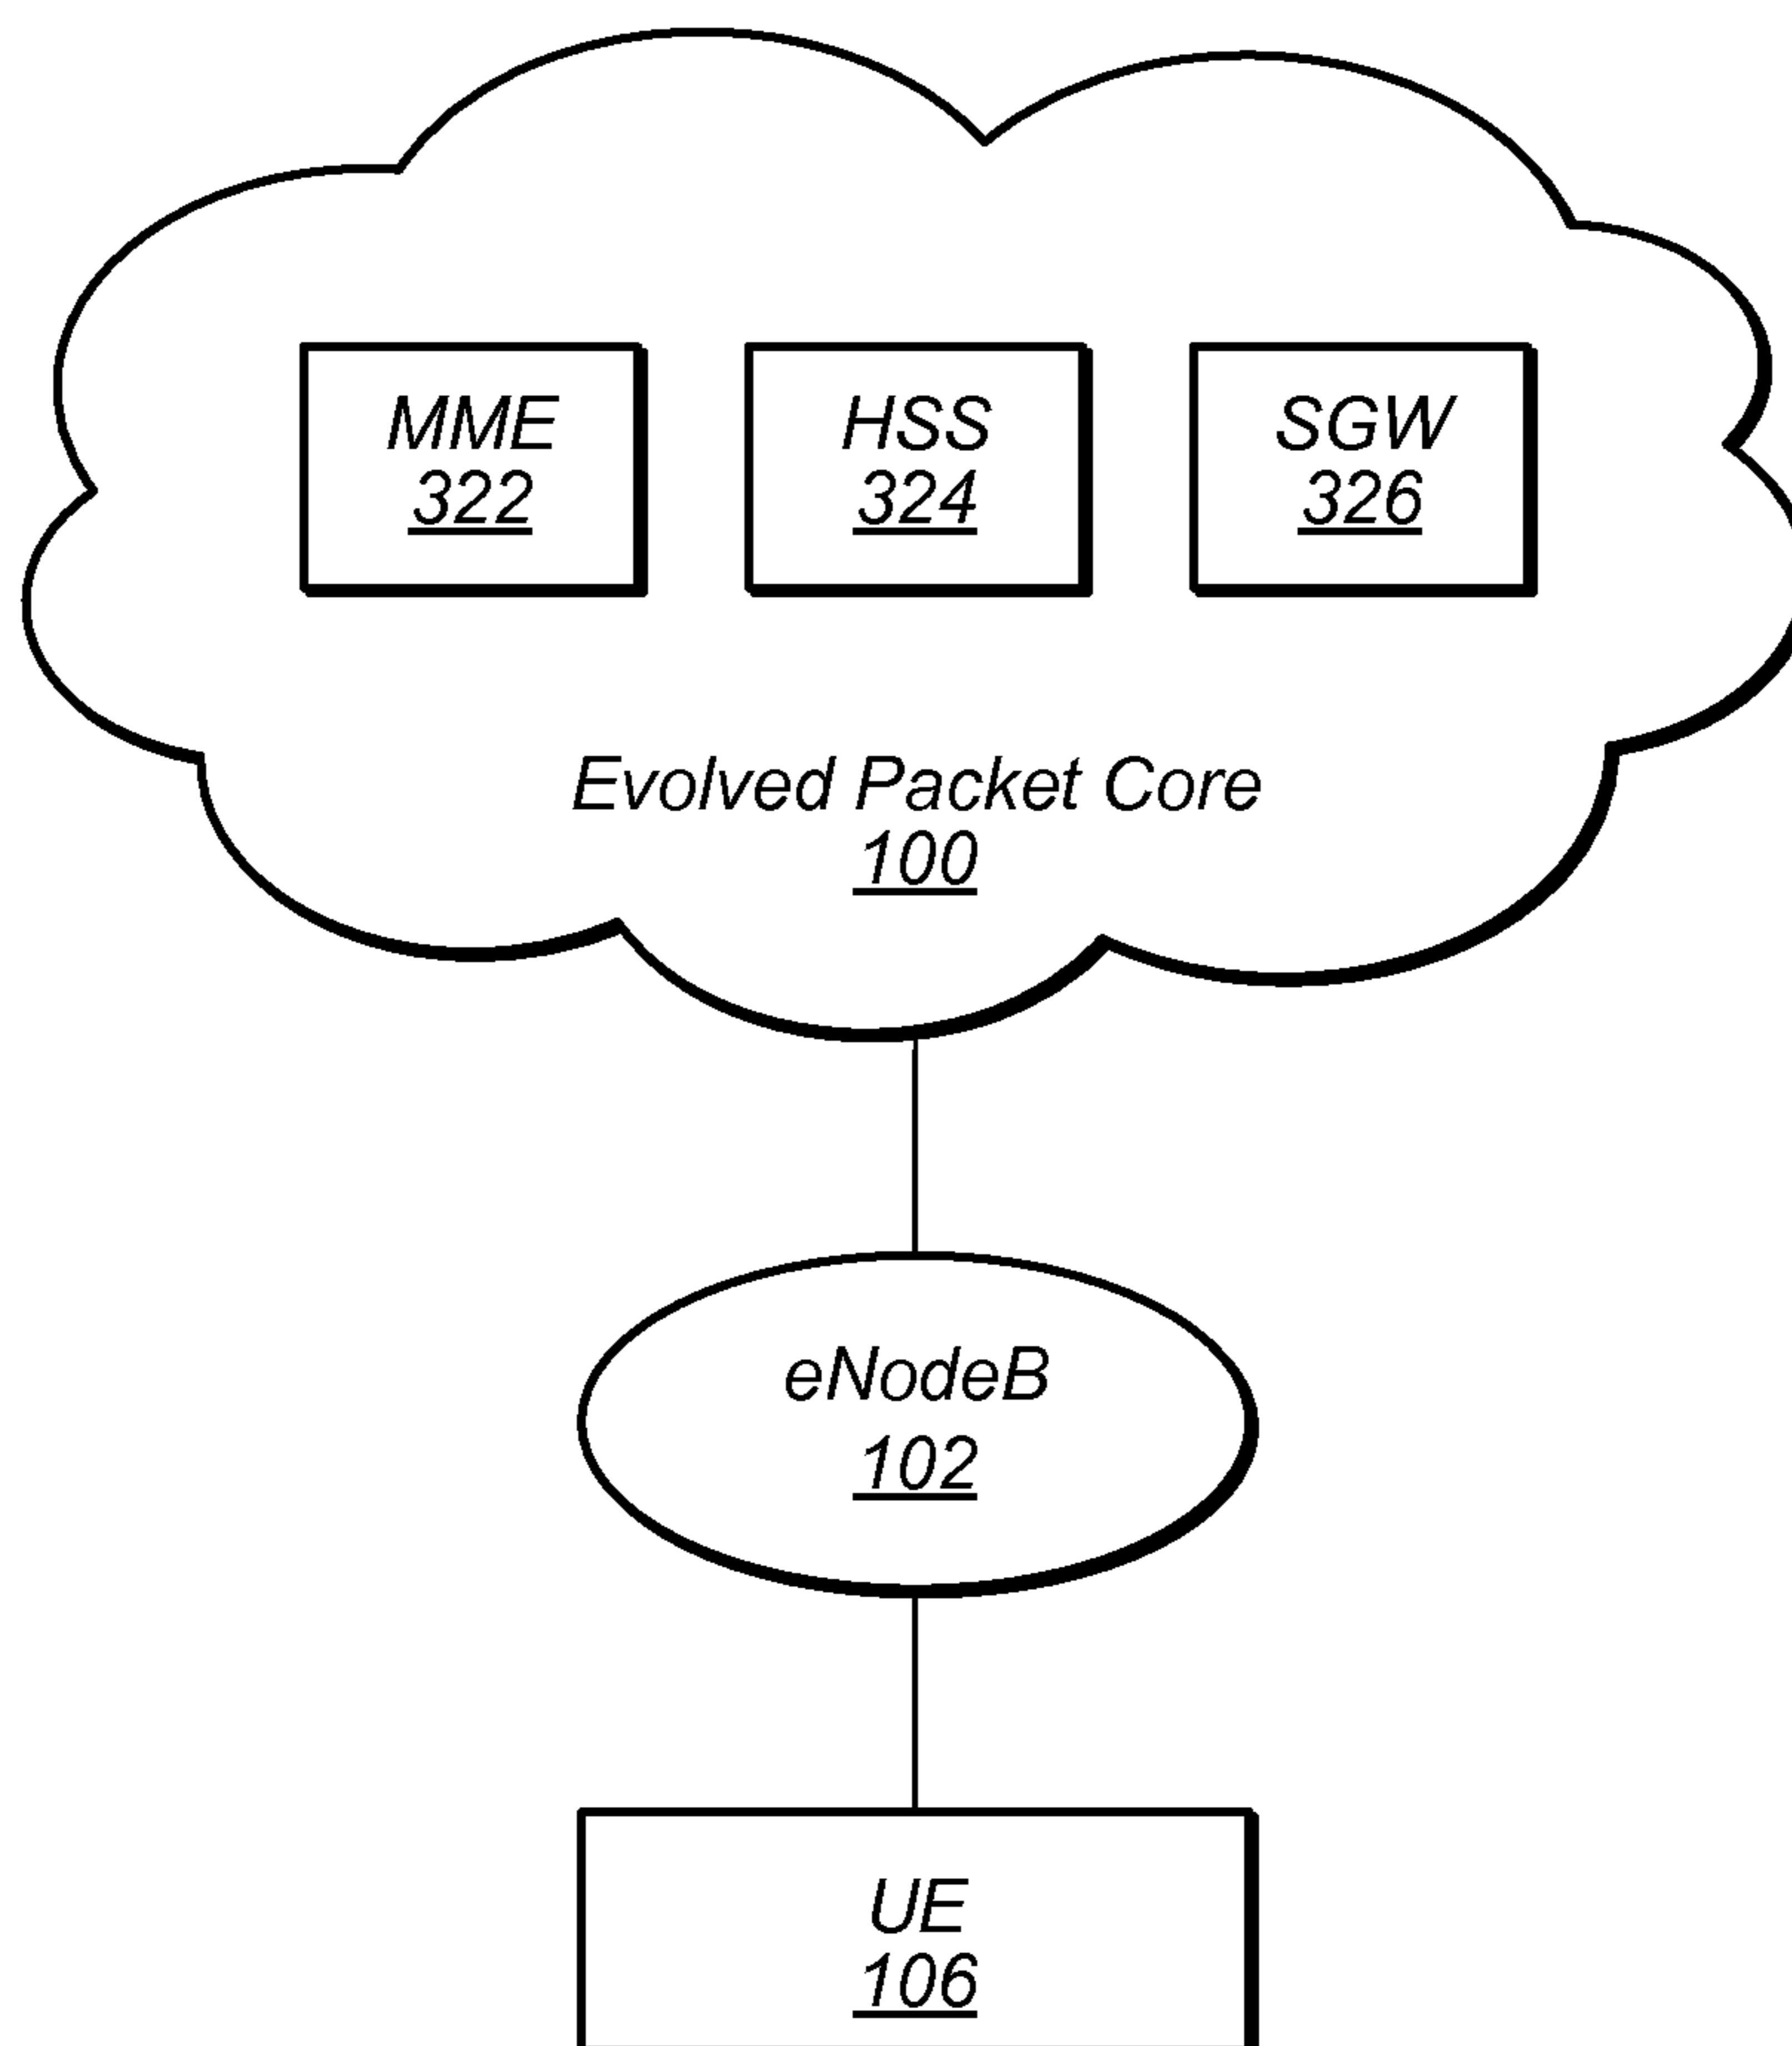 MME
322
HSS
324
SGW
326
Evolved Packet Core
100
eNodeB
102
UE
106